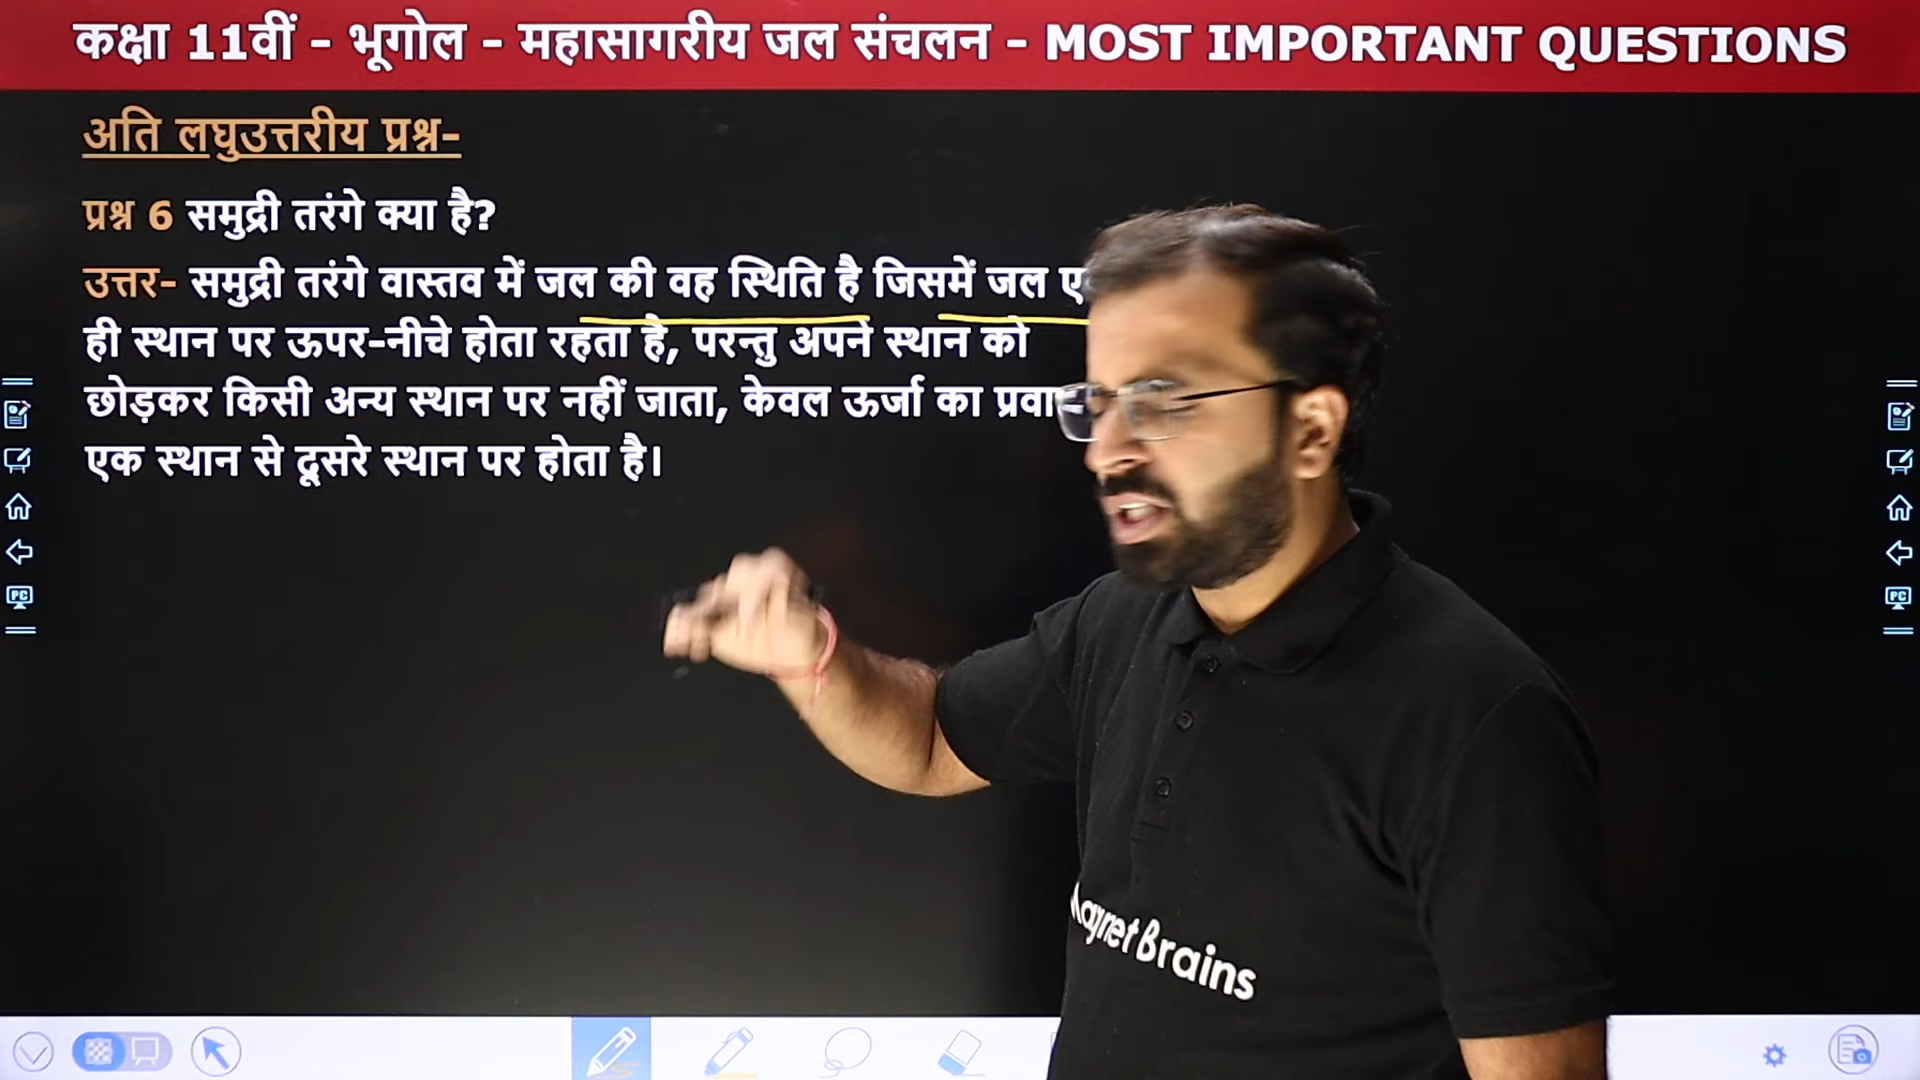 कक्षा 11वीं - भूगोल - महासागरीय जल संचलन - MOST IMPORTANT QUESTIONS
अति लघुउत्तरीय प्रश्न-
प्रश्न 6 समुद्री तरंगे क्या है?
उत्तर- समुद्री तरंगे वास्तव में जल की वह स्थिति है जिसमें जल
ही स्थान पर ऊपर-नीचे होता रहता है, परन्तु अपने स्थान को
छोड़कर किसी अन्य स्थान पर नहीं जाता, केवल ऊर्जा का
एक स्थान से दूसरे स्थान पर होता है।
PC
PC
Brains